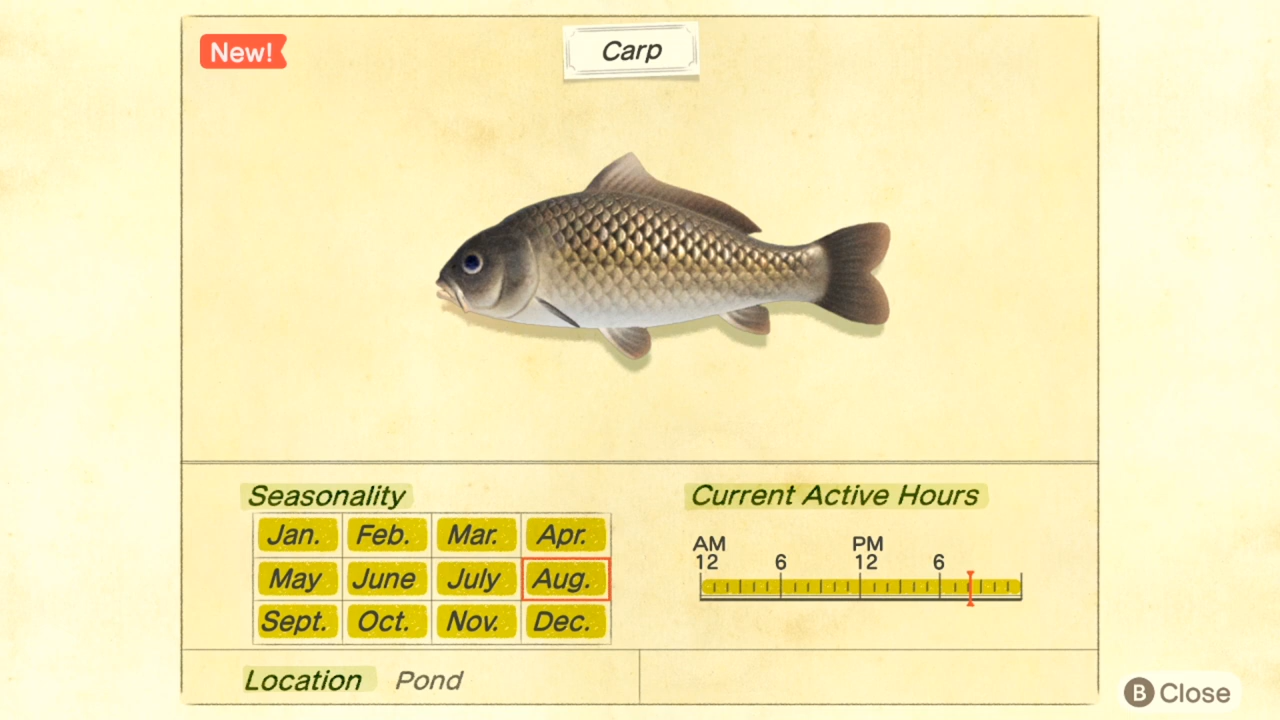 New!
Carp
Seasonality
Jan. Feb. Mar. Apr.
May June July Aug.
Sept. Oct. Nov. Dec.
Current Active Hours
AM PM
12 6 12 6
Location Pond
B Close